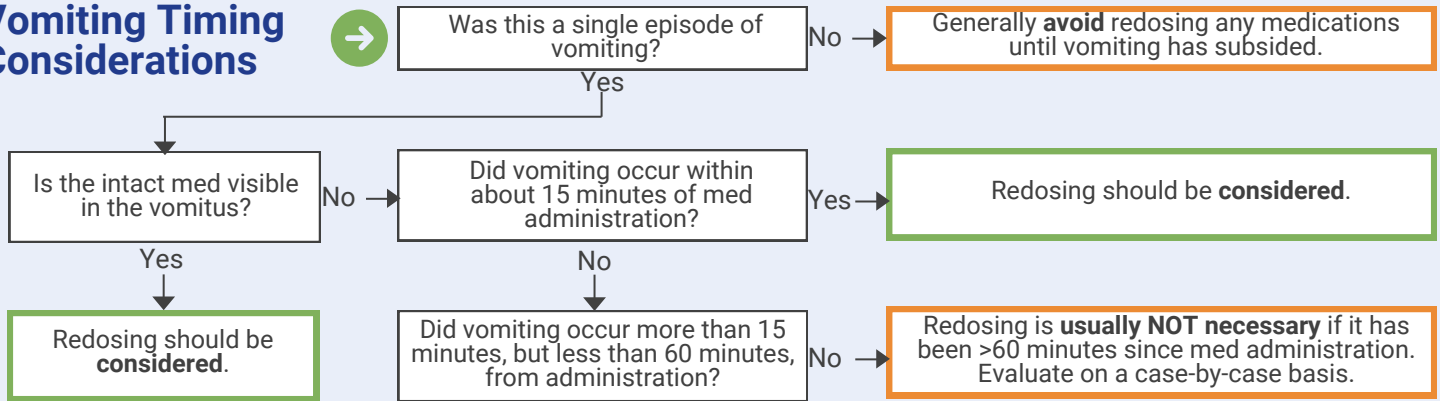 Vomiting Timing
Considerations
Was this a single episode of
vomiting?
No
Generally avoid redosing any medications
until vomiting has subsided.
Yes
Is the intact med visible
in the vomitus?
No
Did vomiting occur within
about 15 minutes of med
administration?
Yes
Redosing should be considered.
Yes
No
Redosing should be
considered.
Did vomiting occur more than 15
minutes, but less than 60 minutes,
from administration?
No
Redosing is usually NOT necessary if it has
been >60 minutes since med administration.
Evaluate on a case-by-case basis.